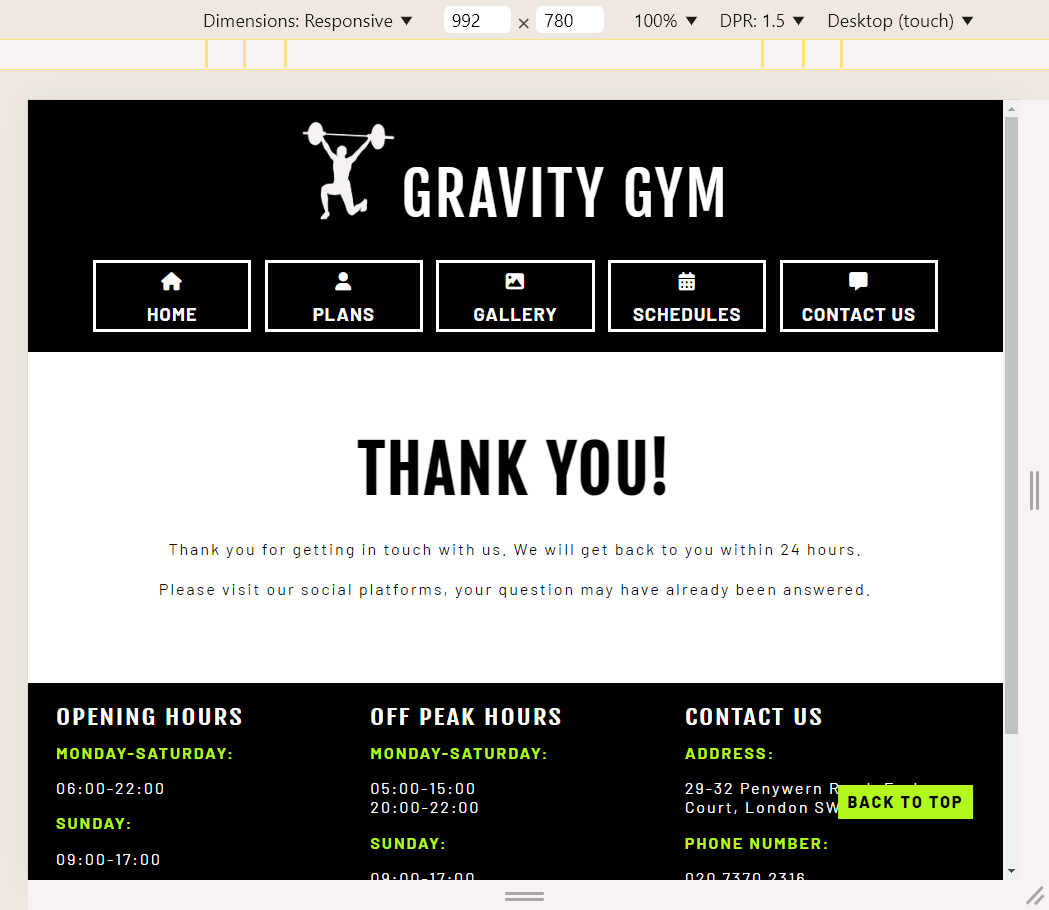 Dimensions: Responsive ▼ 992 × 780 100% ▼ DPR: 1.5 ▼ Desktop (touch) ▼
GRAVITY GYM
HOME PLANS GALLERY SCHEDULES CONTACT US
THANK YOU!
Thank you for getting in touch with us. We will get back to you within 24 hours.
Please visit our social platforms, your question may have already been answered.
OPENING HOURS
MONDAY-SATURDAY:
06:00-22:00
SUNDAY:
09:00-17:00
OFF PEAK HOURS
MONDAY-SATURDAY:
05:00-15:00
20:00-22:00
SUNDAY:
09:00-17:00
CONTACT US
ADDRESS:
29-32 Penywern
Court, London SW
PHONE NUMBER:
020 7370 2316
BACK TO TOP